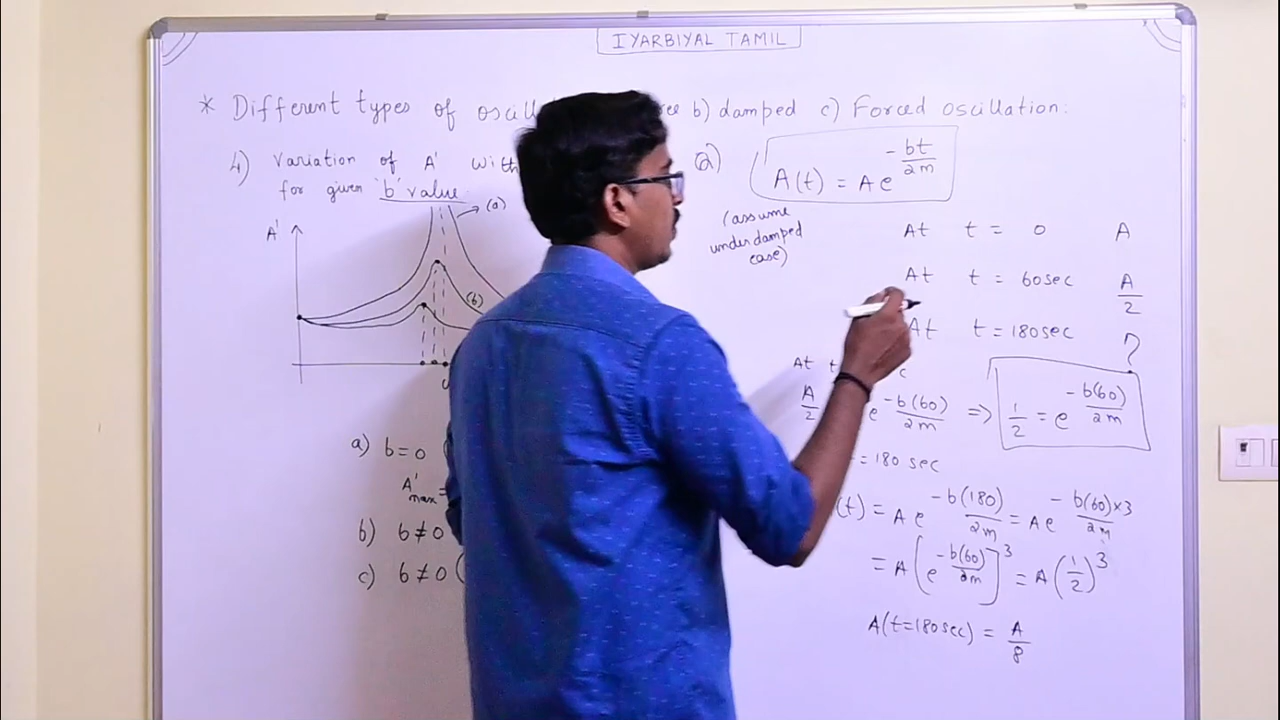 IYARBIYAL TAMIL
* Different types of b) damped c) Forced oscillation:
4) Variation of A' with
for given 'b' value
A'
(a)
(b)
a) b = 0
A'max =
b) b ≠ 0
c) b ≠ 0 (
(2) A(t) = A e^{-bt/2m}
(assume
underdamped
case)
At t = 0 A
At t = 60sec A/2
At t = 180sec ?
At t c
A/2 e^{-b(60)/2m} => 1/2 = e^{-b(60)/2m}
= 180 sec
(t) = A e^{-b(180)/2m} = A e^{-b(60)×3/2m}
= A [e^{-b(60)/2m}]^3 = A (1/2)^3
A(t=180sec) = A/8